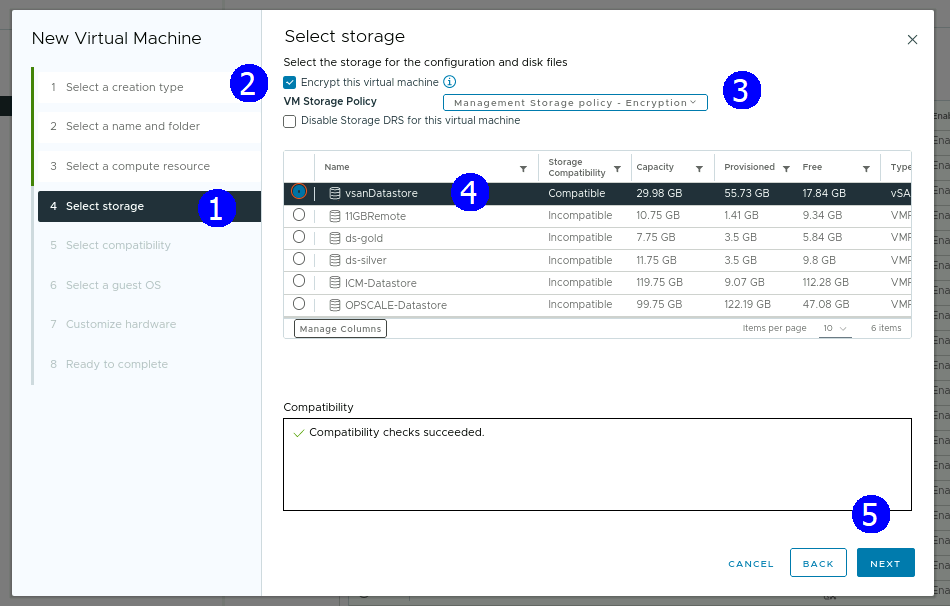 New Virtual Machine
1 Select a creation type
2
2 Select a name and folder
3 Select a compute resource
4 Select storage
1
5 Select compatibility
6 Select a guest OS
7 Customize hardware
8 Ready to complete
Select storage
Select the storage for the configuration and disk files
Encrypt this virtual machine
VM Storage Policy Management Storage policy - Encryption
3
Disable Storage DRS for this virtual machine
Name Storage Compatibility Capacity Provisioned Free Type
vsanDatastore 4 Compatible 29.98 GB 55.73 GB 17.84 GB vSA
11GBRemote Incompatible 10.75 GB 1.41 GB 9.34 GB VMF
ds-gold Incompatible 7.75 GB 3.5 GB 5.84 GB VMF
ds-silver Incompatible 11.75 GB 3.5 GB 9.8 GB VMF
ICM-Datastore Incompatible 119.75 GB 9.07 GB 112.28 GB VMF
OPSCALE-Datastore Incompatible 99.75 GB 122.19 GB 47.08 GB VMF
Manage Columns Items per page 10 6 items
Compatibility
Compatibility checks succeeded.
5
CANCEL BACK NEXT